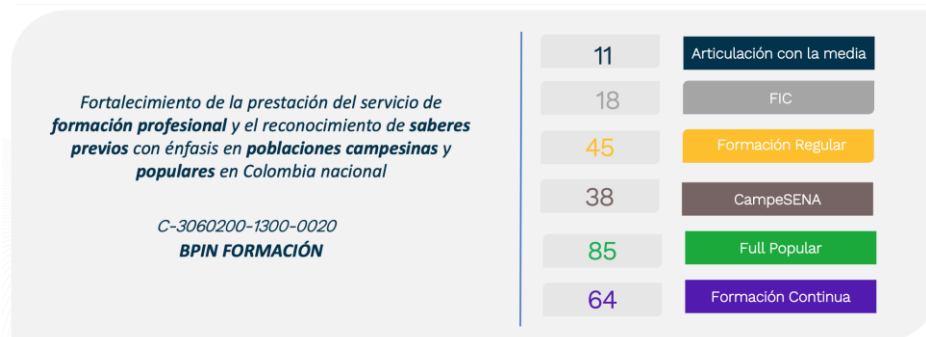 Fortalecimiento de la prestación del servicio de
formación profesional y el reconocimiento de saberes
previos con énfasis en poblaciones campesinas y
populares en Colombia nacional
C-3060200-1300-0020
BPIN FORMACIÓN
11 Articulación con la media
18 FIC
45 Formación Regular
38 CampeSENA
85 Full Popular
64 Formación Continua